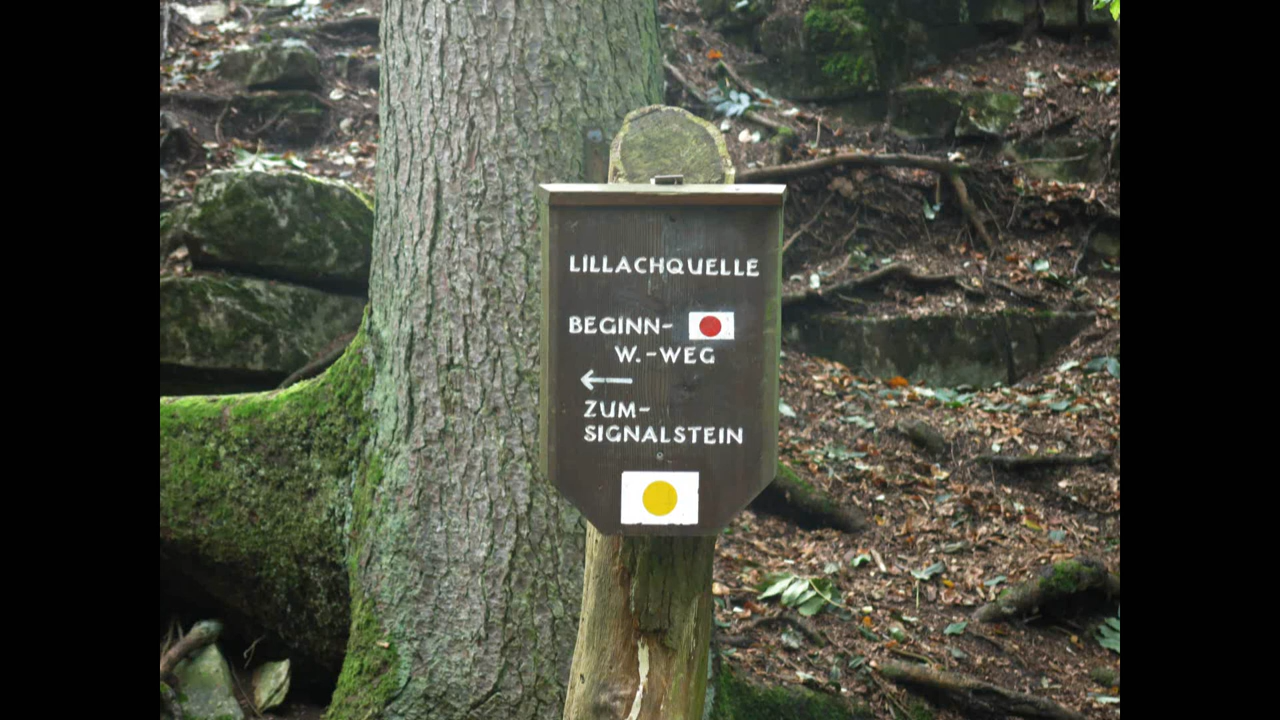 LILLACHQUELLE
BEGINN-
W.-WEG
ZUM-
SIGNALSTEIN